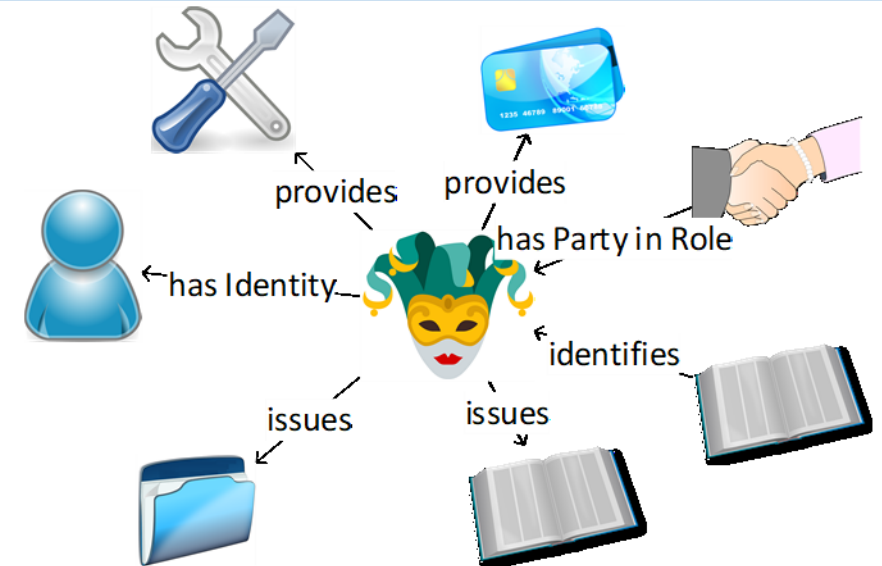 provides
provides
has Party in Role
has Identity
identifies
issues
issues